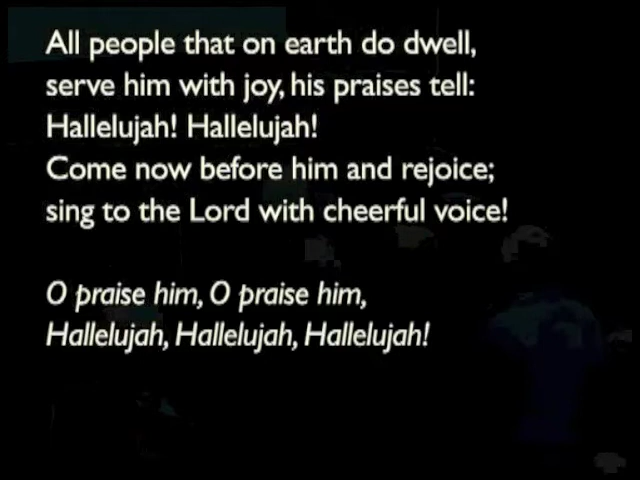 All people that on earth do dwell,
serve him with joy, his praises tell:
Hallelujah! Hallelujah!
Come now before him and rejoice;
sing to the Lord with cheerful voice!
O praise him, O praise him,
Hallelujah, Hallelujah, Hallelujah!